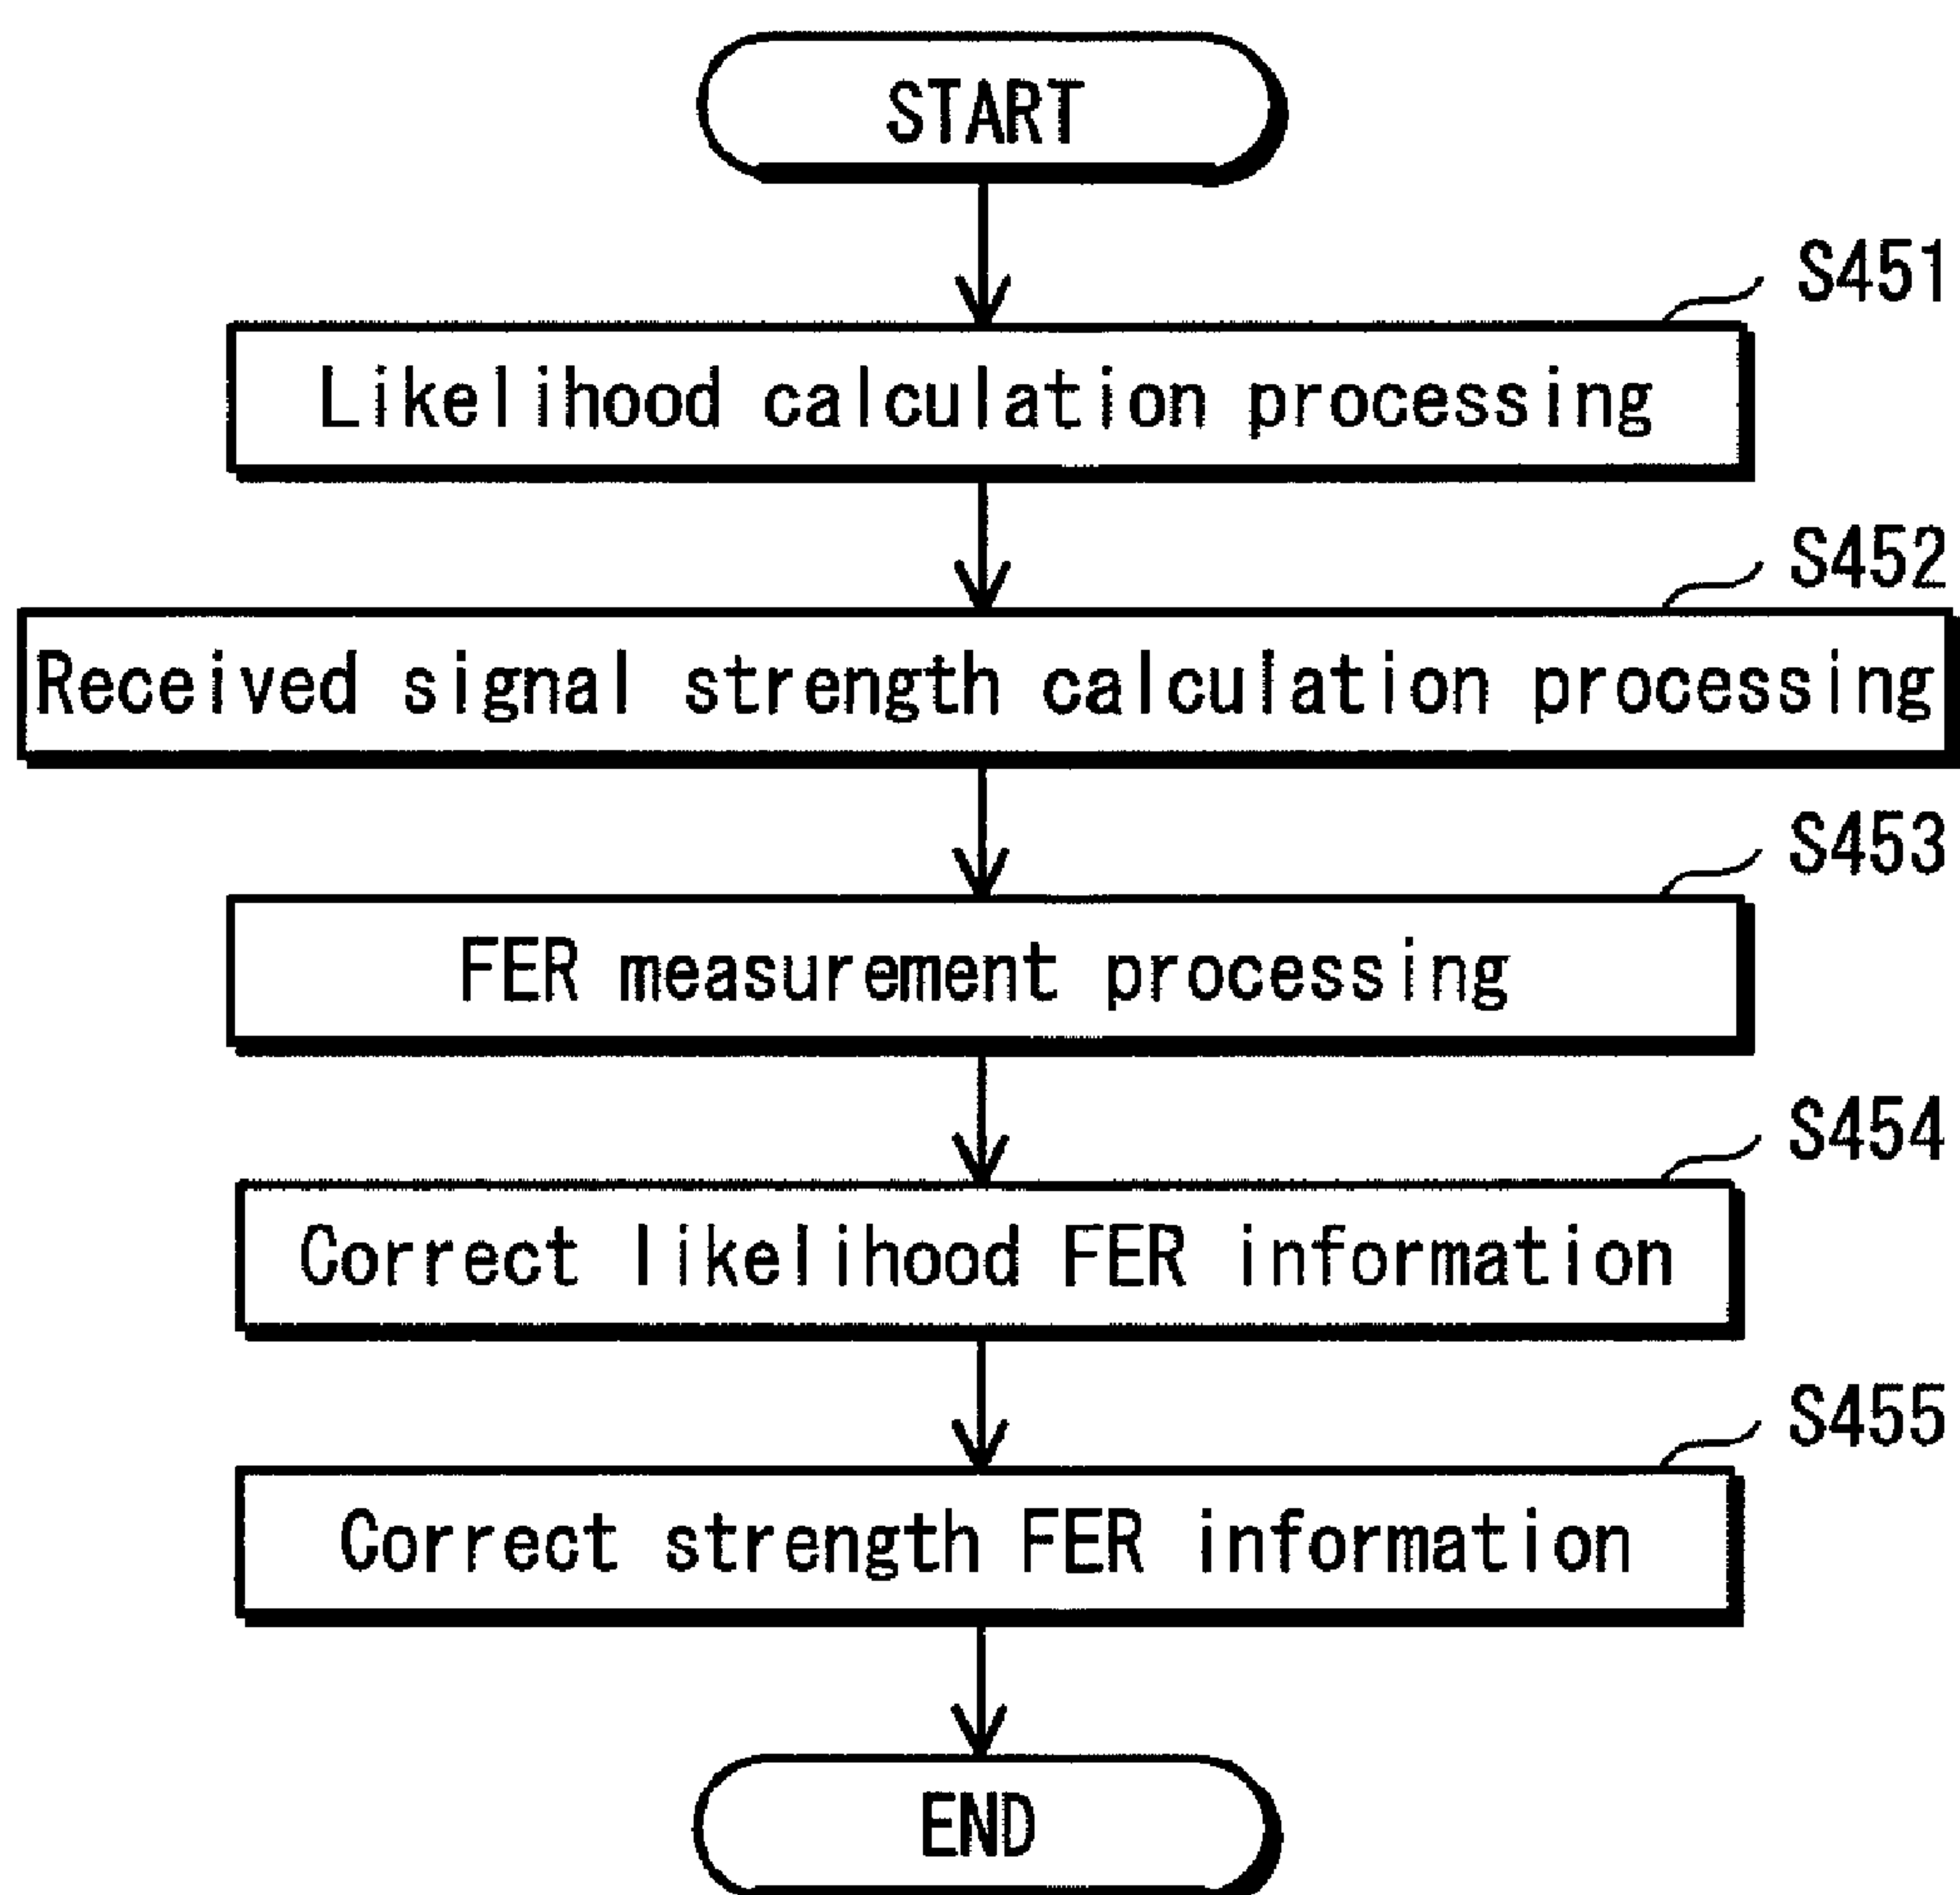 START
S451
Likelihood calculation processing
S452
Received signal strength calculation processing
S453
FER measurement processing
S454
Correct likelihood FER information
S455
Correct strength FER information
END